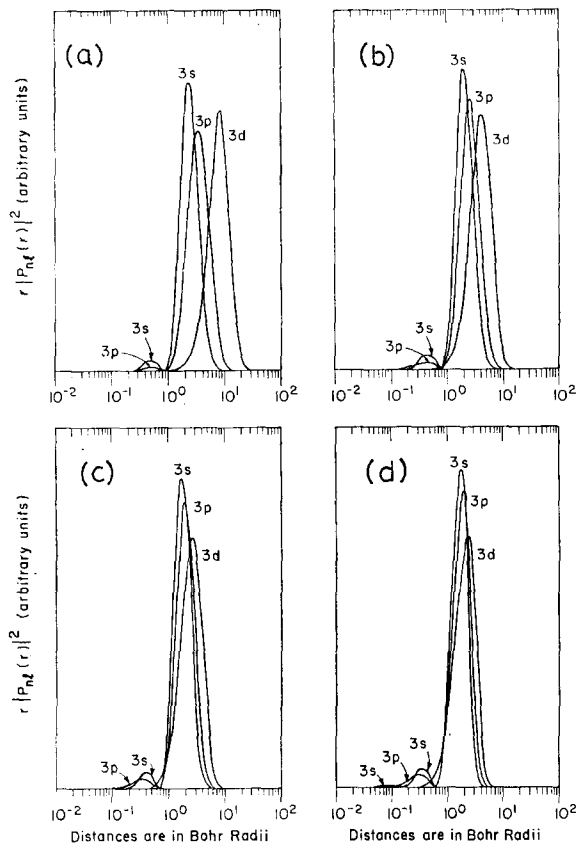 (a)
3s
3p
3d
3s
3p
r |Pnℓ(r)|² (arbitrary units)
10⁻² 10⁻¹ 10⁰ 10¹ 10²
(b)
3s
3p
3d
3s
3p
10⁻² 10⁻¹ 10⁰ 10¹ 10²
(c)
3s
3p
3d
3p
3s
r |Pnℓ(r)|² (arbitrary units)
10⁻² 10⁻¹ 10⁰ 10¹ 10²
Distances are in Bohr Radii
(d)
3s
3p
3d
3s
3p
3s
10⁻² 10⁻¹ 10⁰ 10¹ 10²
Distances are in Bohr Radii